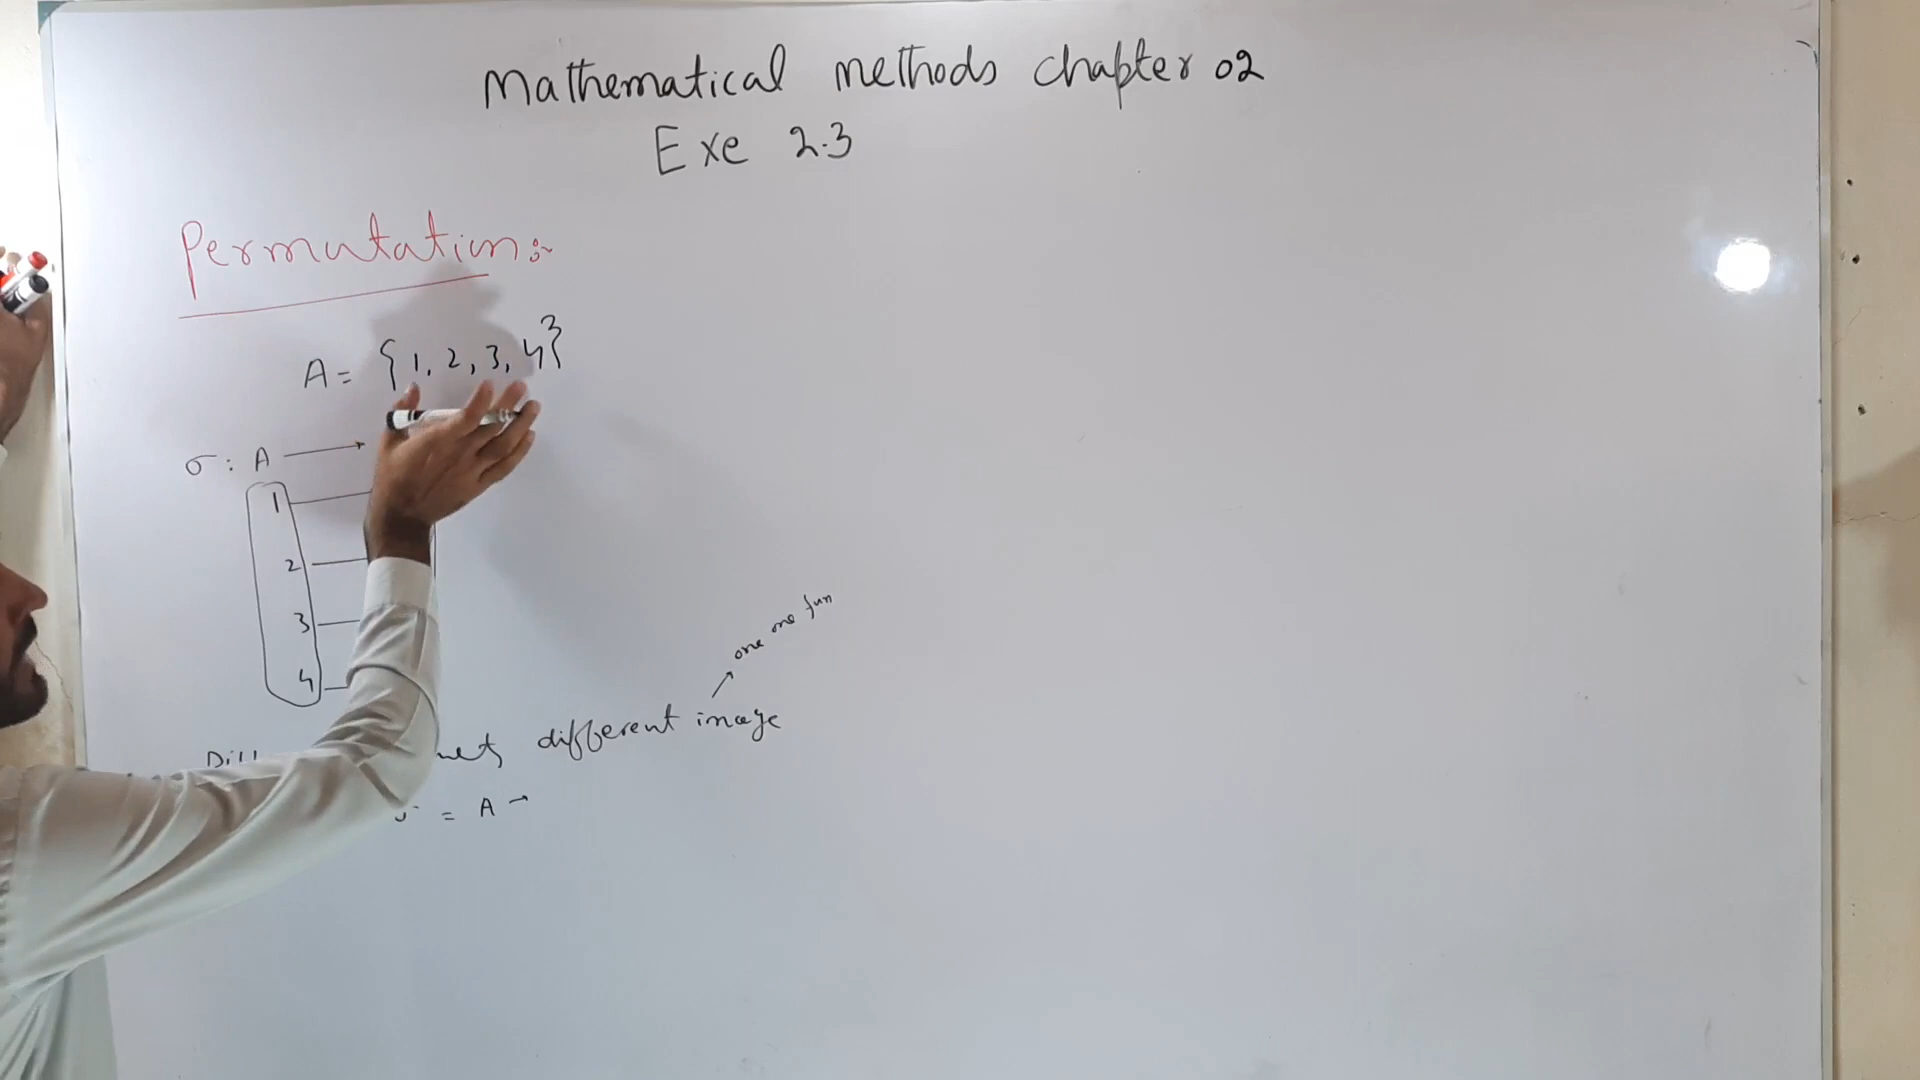 Mathematical methods chapter 02
Exe 2.3
Permutation:
A = {1, 2, 3, 4}
σ : A →
1
2
3
4
one one fun
different image
= A →